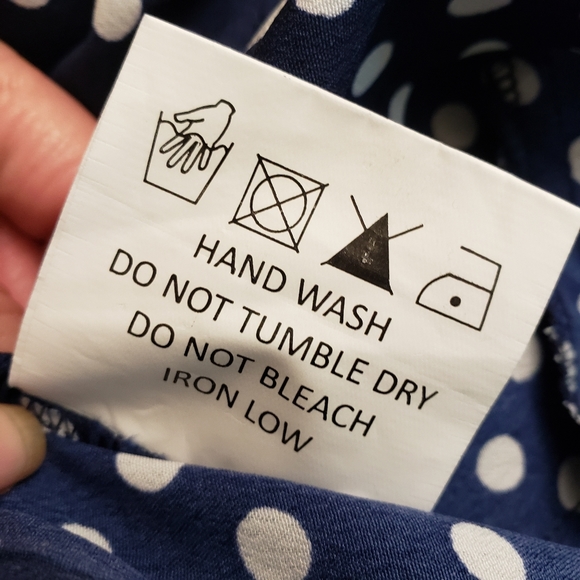 HAND WASH
DO NOT TUMBLE DRY
DO NOT BLEACH
IRON LOW